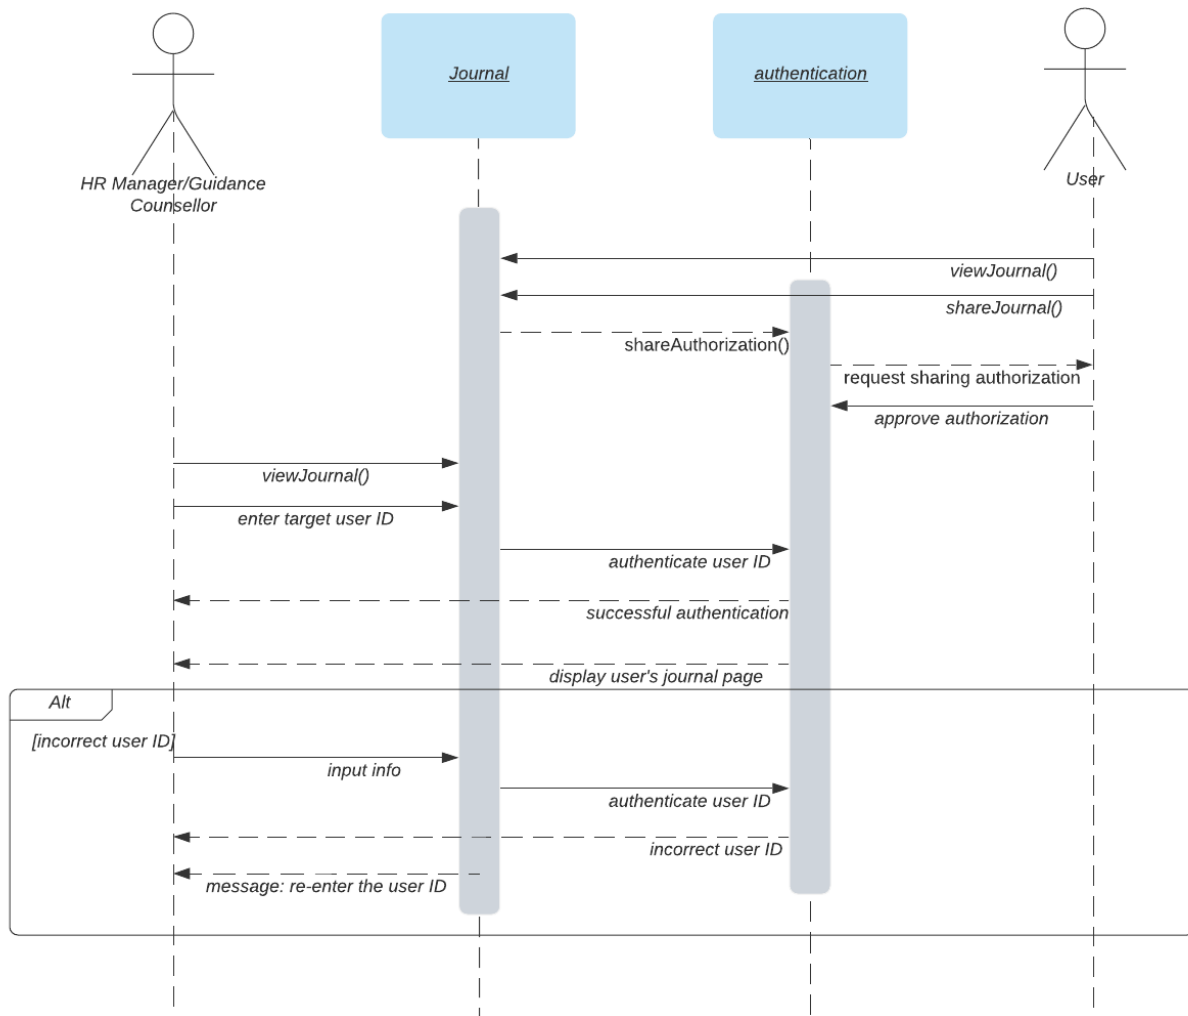 Journal
authentication
HR Manager/Guidance
Counsellor
User
viewJournal()
shareJournal()
shareAuthorization()
request sharing authorization
approve authorization
viewJournal()
enter target user ID
authenticate user ID
successful authentication
display user's journal page
Alt
[incorrect user ID]
input info
authenticate user ID
incorrect user ID
message: re-enter the user ID